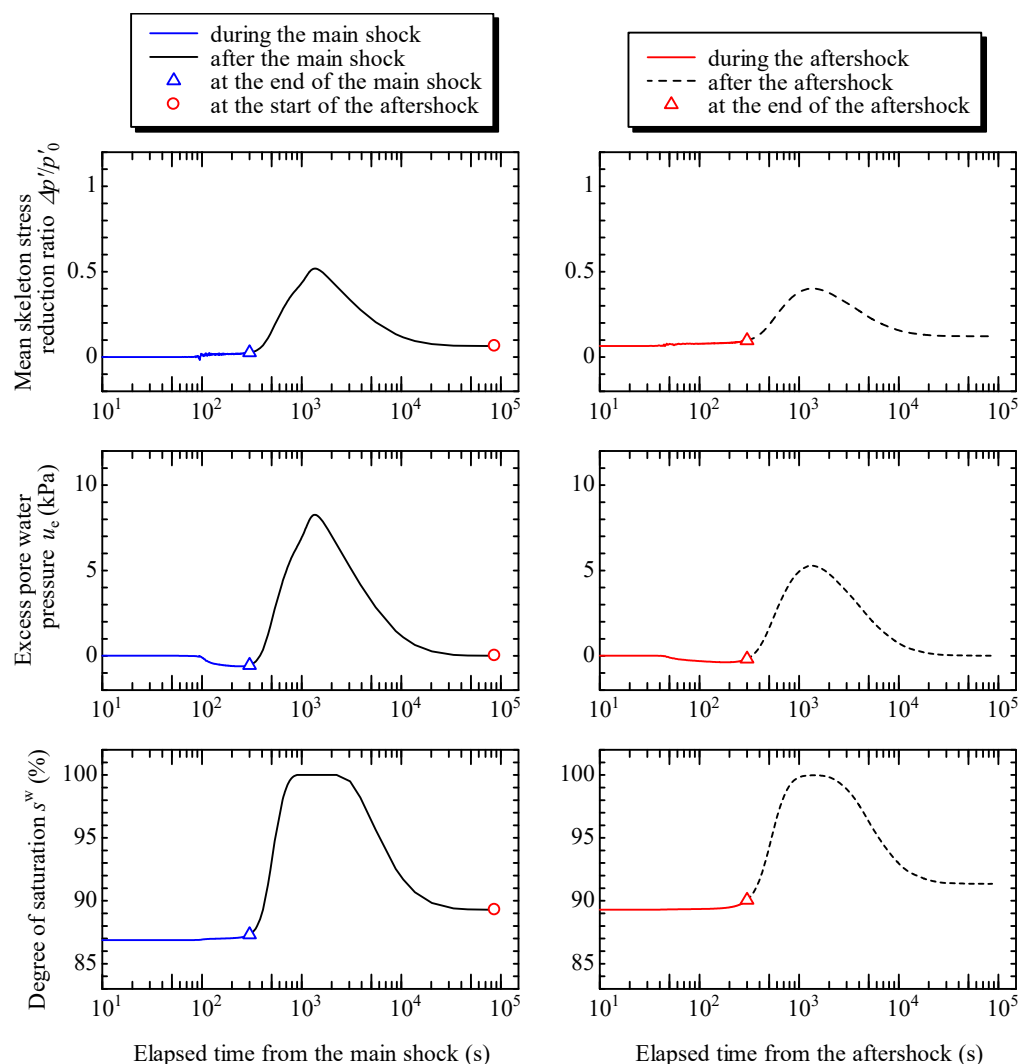 during the main shock
after the main shock
at the end of the main shock
at the start of the aftershock
during the aftershock
after the aftershock
at the end of the aftershock
Mean skeleton stress
reduction ratio Δp'/p'₀
1
0.5
0
10¹ 10² 10³ 10⁴ 10⁵
1
0.5
0
10¹ 10² 10³ 10⁴ 10⁵
Excess pore water
pressure uₑ (kPa)
10
5
0
10¹ 10² 10³ 10⁴ 10⁵
10
5
0
10¹ 10² 10³ 10⁴ 10⁵
Degree of saturation sʷ (%)
100
95
90
85
10¹ 10² 10³ 10⁴ 10⁵
100
95
90
85
10¹ 10² 10³ 10⁴ 10⁵
Elapsed time from the main shock (s)
Elapsed time from the aftershock (s)